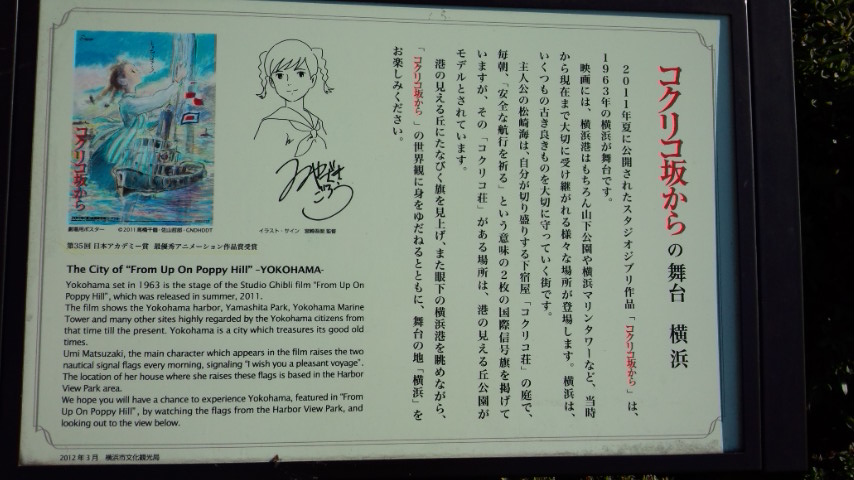 コクリコ坂からの舞台 横浜
2011年夏に公開されたスタジオジブリ作品「コクリコ坂から」は、
1963年の横浜が舞台です。
映画には、横浜港はもちろん山下公園や横浜マリンタワーなど、当時
から現在まで大切に受け継がれる様々な場所が登場します。横浜は、
いくつもの古き良きものを大切に守っていく街です。
主人公の松崎海は、自分が切り盛りする下宿屋「コクリコ荘」の庭で、
毎朝、「安全な航行を祈る」という意味の2枚の国際信号旗を掲げて
いますが、その「コクリコ荘」がある場所は、港の見える丘公園が
モデルとされています。
港の見える丘にたなびく旗を見上げ、また眼下の横浜港を眺めながら、
「コクリコ坂から」の世界観に身をゆだねるとともに、舞台の地「横浜」を
お楽しみください。
コクリコ坂から
劇場用ポスター ©2011 高橋千鶴・佐山哲郎・GNDHDDT
みやざき
ごろう
イラスト・サイン 宮崎吾朗 監督
第35回 日本アカデミー賞 最優秀アニメーション作品賞受賞
The City of "From Up On Poppy Hill" -YOKOHAMA-
Yokohama set in 1963 is the stage of the Studio Ghibli film "From Up On
Poppy Hill", which was released in summer, 2011.
The film shows the Yokohama harbor, Yamashita Park, Yokohama Marine
Tower and many other sites highly regarded by the Yokohama citizens from
that time till the present. Yokohama is a city which treasures its good old
times.
Umi Matsuzaki, the main character which appears in the film raises the two
nautical signal flags every morning, signaling "I wish you a pleasant voyage".
The location of her house where she raises these flags is based in the Harbor
View Park area.
We hope you will have a chance to experience Yokohama, featured in "From
Up On Poppy Hill", by watching the flags from the Harbor View Park, and
looking out to the view below.
2012年3月 横浜市文化観光局